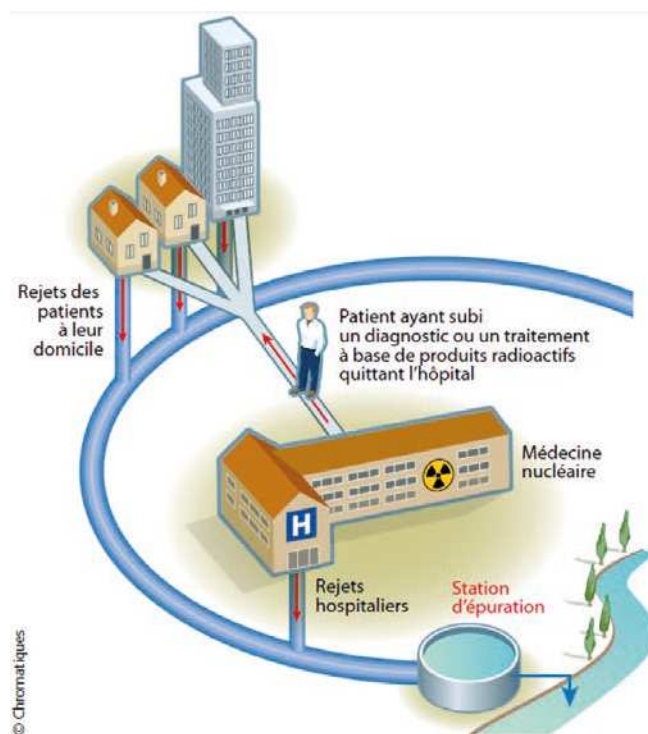 Rejets des
patients
à leur
domicile
Patient ayant subi
un diagnostic ou un traitement
à base de produits radioactifs
quittant l'hôpital
Médecine
nucléaire
H
Rejets
hospitaliers
Station
d'épuration
© Chromatiques